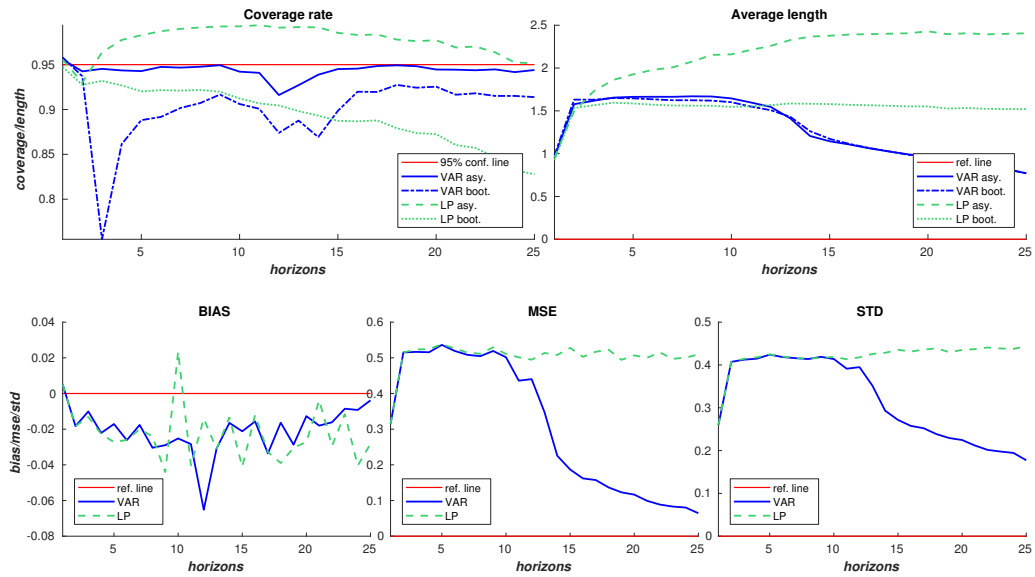 Coverage rate
coverage/length
0.95
0.9
0.85
0.8
95% conf. line
VAR asy.
VAR boot.
LP asy.
LP boot.
5
10
15
20
25
horizons
Average length
2.5
2
1.5
1
0.5
0
ref. line
VAR asy.
VAR boot.
LP asy.
LP boot.
5
10
15
20
25
horizons
BIAS
bias/mse/std
0.04
0.02
0
-0.02
-0.04
-0.06
-0.08
ref. line
VAR
LP
5
10
15
20
25
horizons
MSE
0.6
0.5
0.4
0.3
0.2
0.1
0
ref. line
VAR
LP
5
10
15
20
25
horizons
STD
0.5
0.4
0.3
0.2
0.1
0
ref. line
VAR
LP
5
10
15
20
25
horizons